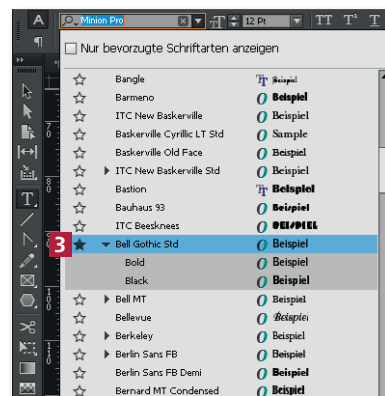 A Minion Pro 12 Pt TT T¹ T
¶
Nur bevorzugte Schriftarten anzeigen
Bangle Beispiel
Barmeno Beispiel
ITC New Baskerville Beispiel
Baskerville Cyrillic LT Std Sample
Baskerville Old Face Beispiel
ITC New Baskerville Std Beispiel
Bastion Beispiel
Bauhaus 93 Beispiel
ITC Beesknees BEISPIEL
3 Bell Gothic Std Beispiel
Bold Beispiel
Black Beispiel
Bell MT Beispiel
Bellevue Beispiel
Berkeley Beispiel
Berlin Sans FB Beispiel
Berlin Sans FB Demi Beispiel
Bernard MT Condensed Beispiel